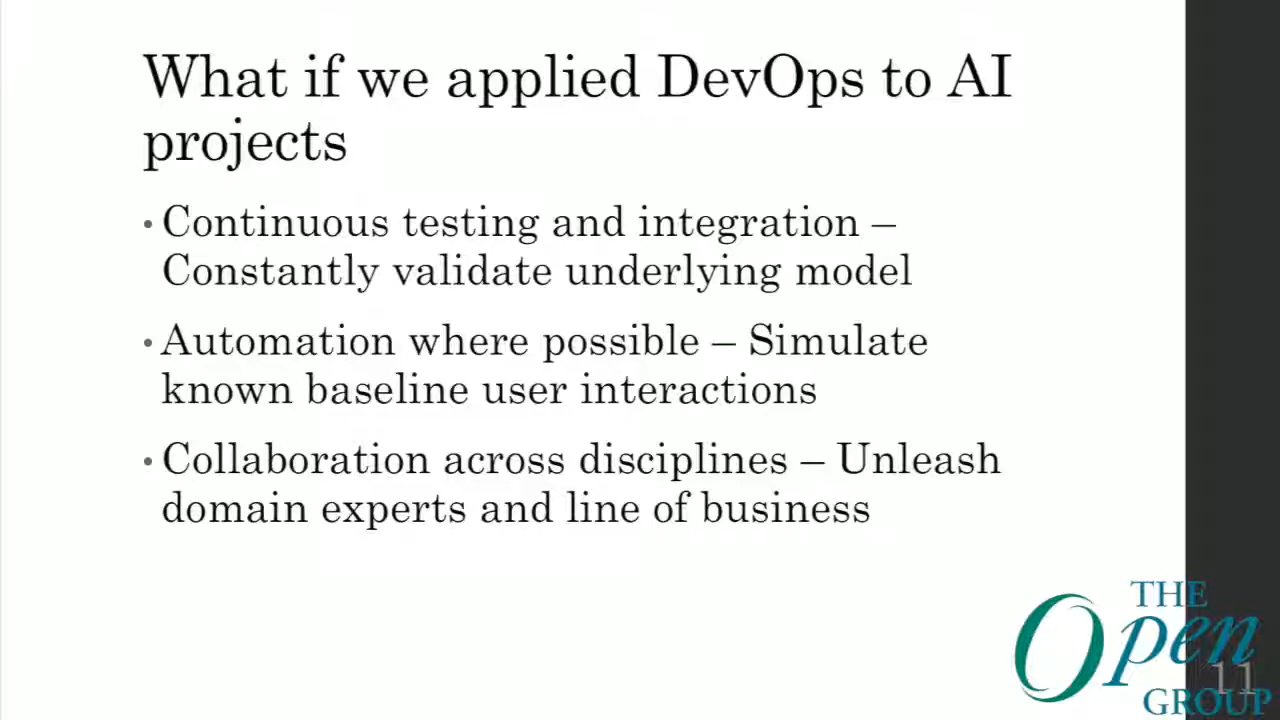 What if we applied DevOps to AI
projects
• Continuous testing and integration –
Constantly validate underlying model
• Automation where possible – Simulate
known baseline user interactions
• Collaboration across disciplines – Unleash
domain experts and line of business
THE
Open
GROUP
11